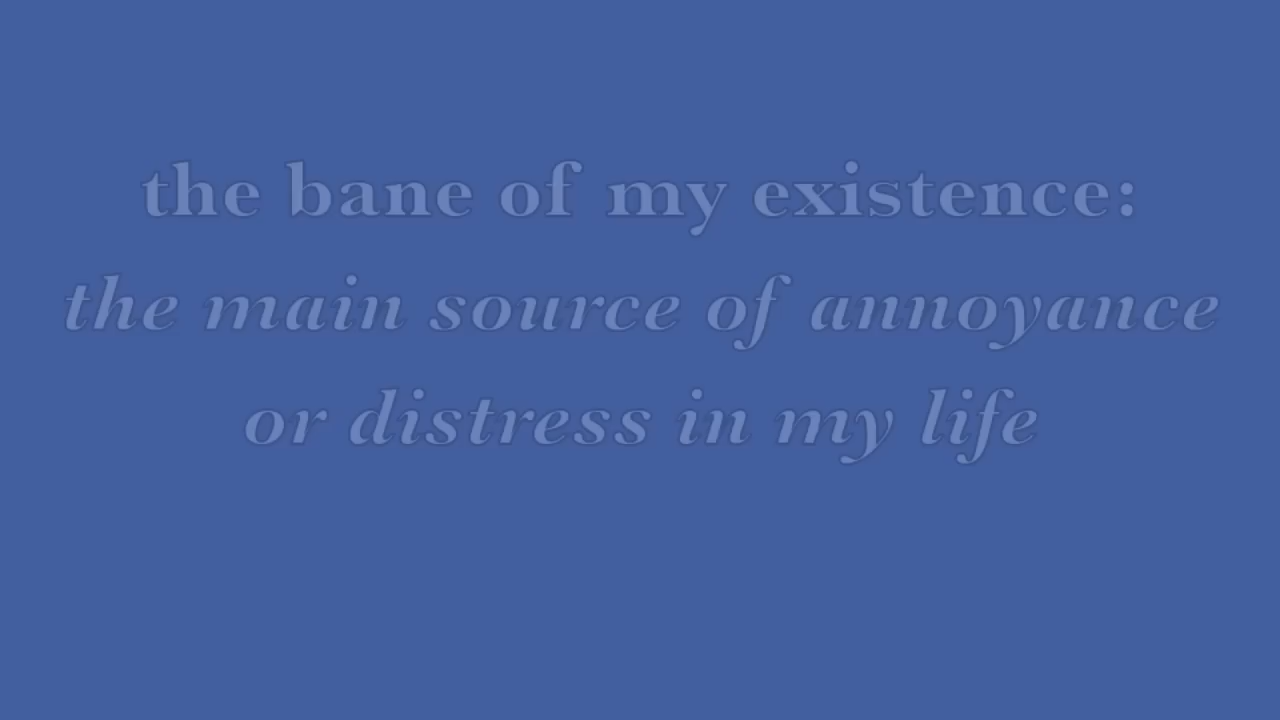 the bane of my existence:
the main source of annoyance
or distress in my life